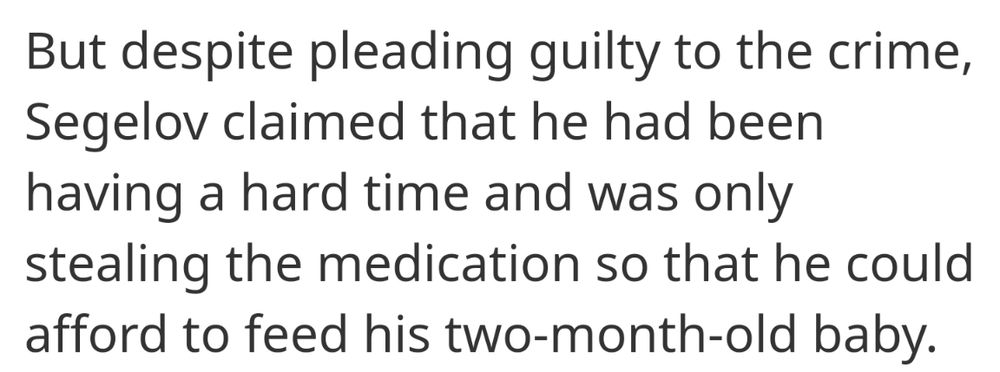 But despite pleading guilty to the crime,
Segelov claimed that he had been
having a hard time and was only
stealing the medication so that he could
afford to feed his two-month-old baby.